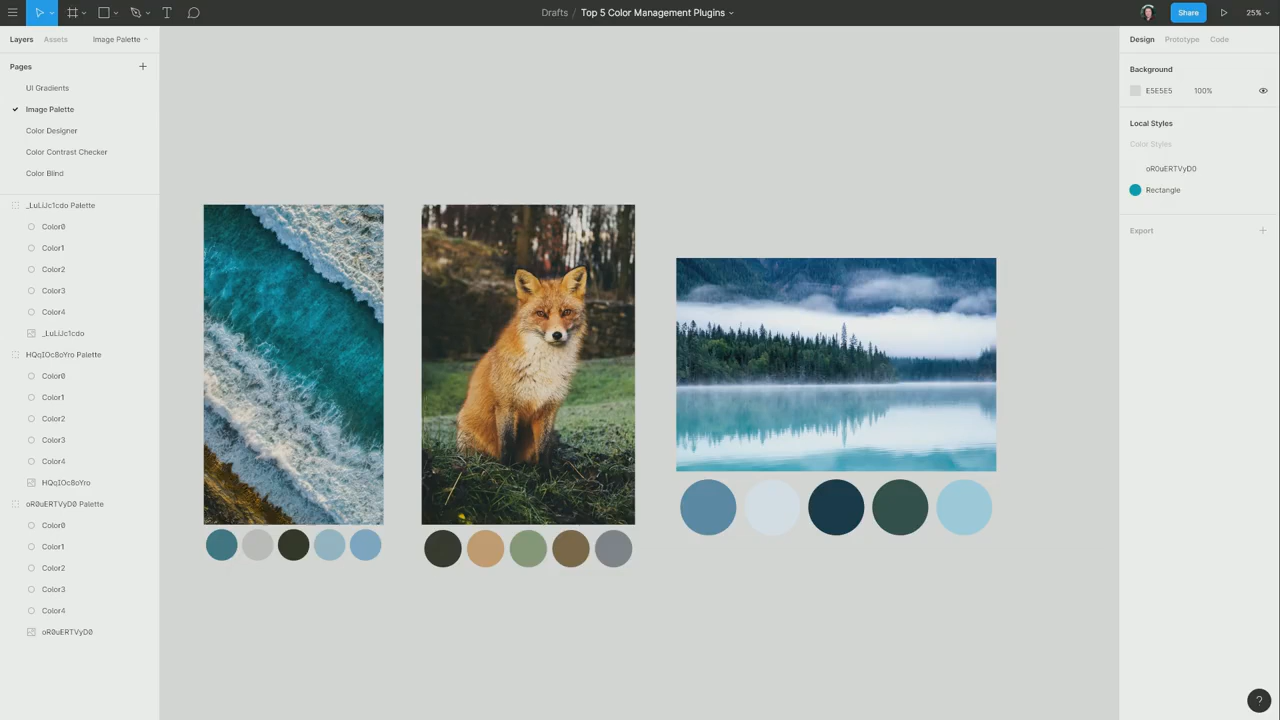 Drafts / Top 5 Color Management Plugins
Share
25%
Layers Assets Image Palette
Pages
UI Gradients
Image Palette
Color Designer
Color Contrast Checker
Color Blind
_LuLiJc1cdo Palette
Color0
Color1
Color2
Color3
Color4
_LuLiJc1cdo
HQqIOc8oYro Palette
Color0
Color1
Color2
Color3
Color4
HQqIOc8oYro
oR0uERTVyD0 Palette
Color0
Color1
Color2
Color3
Color4
oR0uERTVyD0
Design Prototype Code
Background
E5E5E5 100%
Local Styles
Color Styles
oR0uERTVyD0
Rectangle
Export
?